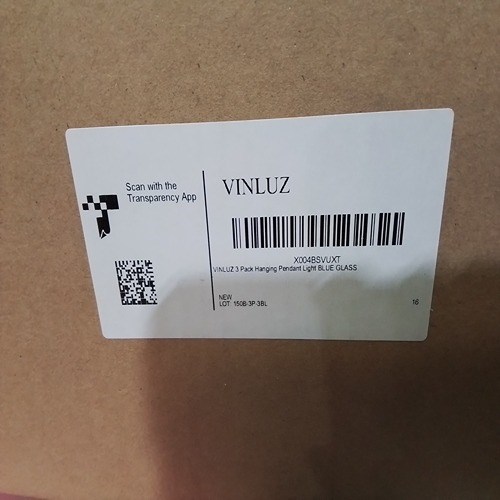 Scan with the
Transparency App
VINLUZ
X004BSVUXT
VINLUZ 3 Pack Hanging Pendant Light BLUE GLASS
NEW
LOT 150B-3P-3BL
16